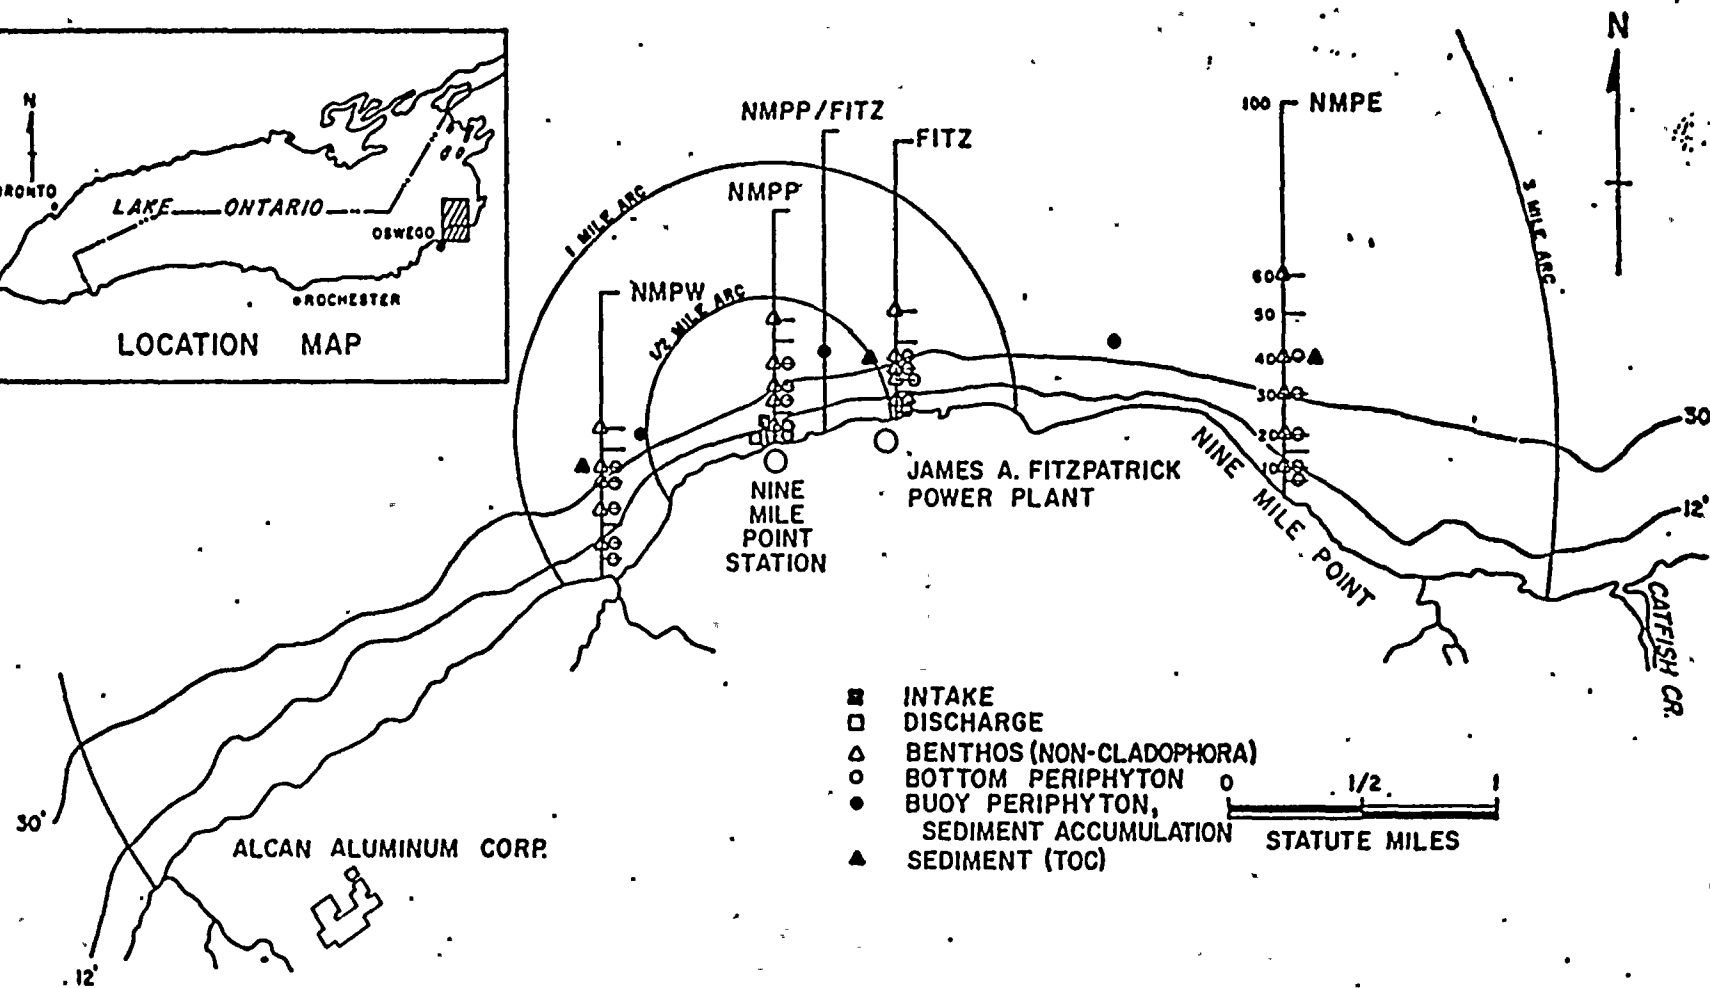 N
LAKE ONTARIO
OSWEGO
ROCHESTER
LOCATION MAP
NMPP/FITZ
FITZ
NMPP
NMPW
1 MILE ARC
1/2 MILE ARC
100 NMPE
60
50
40
30
20
10
N
3 MILE ARC
30
12'
NINE MILE POINT
NINE
MILE
POINT
STATION
JAMES A. FITZPATRICK
POWER PLANT
CATFISH CR.
30'
12'
ALCAN ALUMINUM CORP.
INTAKE
DISCHARGE
BENTHOS (NON-CLADOPHORA)
BOTTOM PERIPHYTON
BUOY PERIPHYTON,
SEDIMENT ACCUMULATION
SEDIMENT (TOC)
0 1/2 1
STATUTE MILES